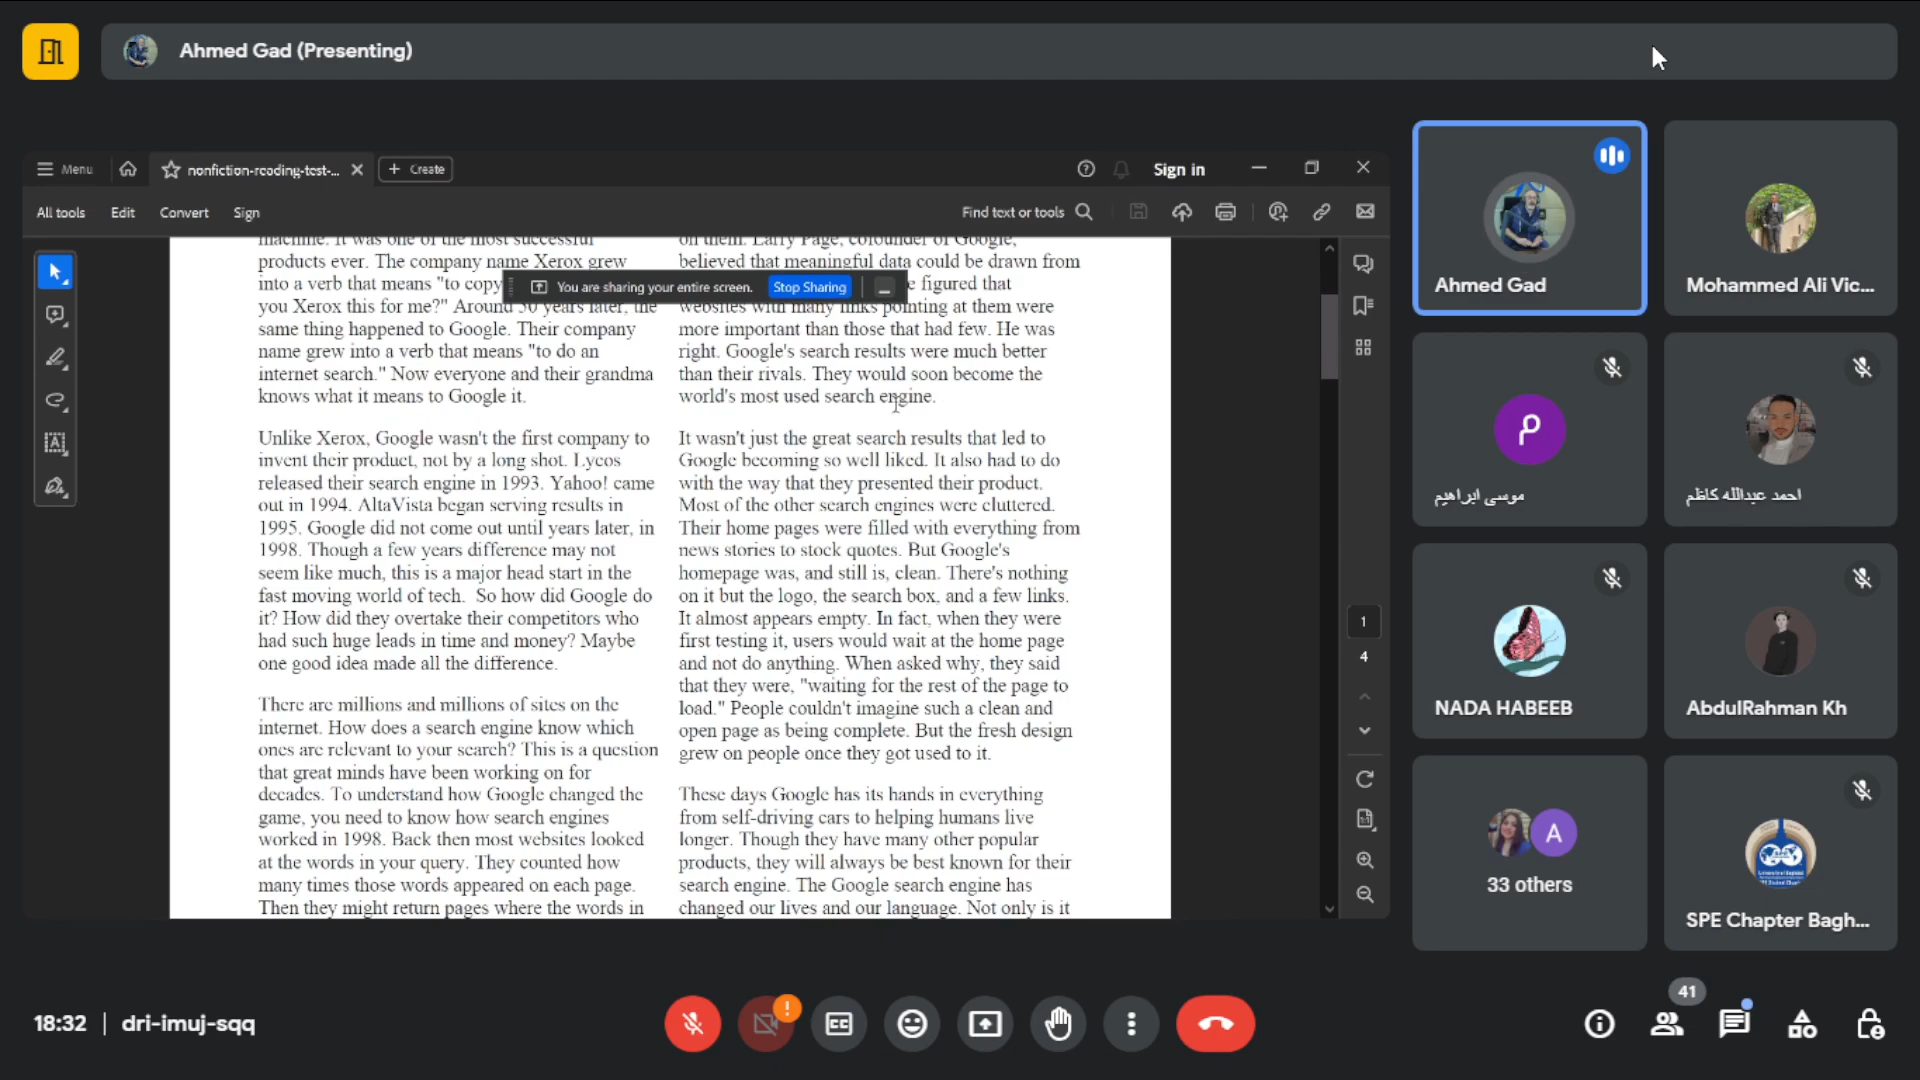 Ahmed Gad (Presenting)
Menu
nonfiction-reading-test-...
Create
Sign in
All tools
Edit
Convert
Sign
Find text or tools
You are sharing your entire screen.
Stop Sharing
machine. It was one of the most successful
products ever. The company name Xerox grew
into a verb that means "to copy
you Xerox this for me?" Around 50 years later, the
same thing happened to Google. Their company
name grew into a verb that means "to do an
internet search." Now everyone and their grandma
knows what it means to Google it.
Unlike Xerox, Google wasn't the first company to
invent their product, not by a long shot. Lycos
released their search engine in 1993. Yahoo! came
out in 1994. AltaVista began serving results in
1995. Google did not come out until years later, in
1998. Though a few years difference may not
seem like much, this is a major head start in the
fast moving world of tech. So how did Google do
it? How did they overtake their competitors who
had such huge leads in time and money? Maybe
one good idea made all the difference.
There are millions and millions of sites on the
internet. How does a search engine know which
ones are relevant to your search? This is a question
that great minds have been working on for
decades. To understand how Google changed the
game, you need to know how search engines
worked in 1998. Back then most websites looked
at the words in your query. They counted how
many times those words appeared on each page.
Then they might return pages where the words in
on them. Larry Page, cofounder of Google,
believed that meaningful data could be drawn from
e figured that
websites with many links pointing at them were
more important than those that had few. He was
right. Google's search results were much better
than their rivals. They would soon become the
world's most used search engine.
It wasn't just the great search results that led to
Google becoming so well liked. It also had to do
with the way that they presented their product.
Most of the other search engines were cluttered.
Their home pages were filled with everything from
news stories to stock quotes. But Google's
homepage was, and still is, clean. There's nothing
on it but the logo, the search box, and a few links.
It almost appears empty. In fact, when they were
first testing it, users would wait at the home page
and not do anything. When asked why, they said
that they were, "waiting for the rest of the page to
load." People couldn't imagine such a clean and
open page as being complete. But the fresh design
grew on people once they got used to it.
These days Google has its hands in everything
from self-driving cars to helping humans live
longer. Though they have many other popular
products, they will always be best known for their
search engine. The Google search engine has
changed our lives and our language. Not only is it
1
4
Ahmed Gad
Mohammed Ali Vic...
م
موسى ابراهيم
احمد عبدالله كاظم
NADA HABEEB
AbdulRahman Kh
A
33 others
SPE Chapter Bagh...
18:32 | dri-imuj-sqq
41